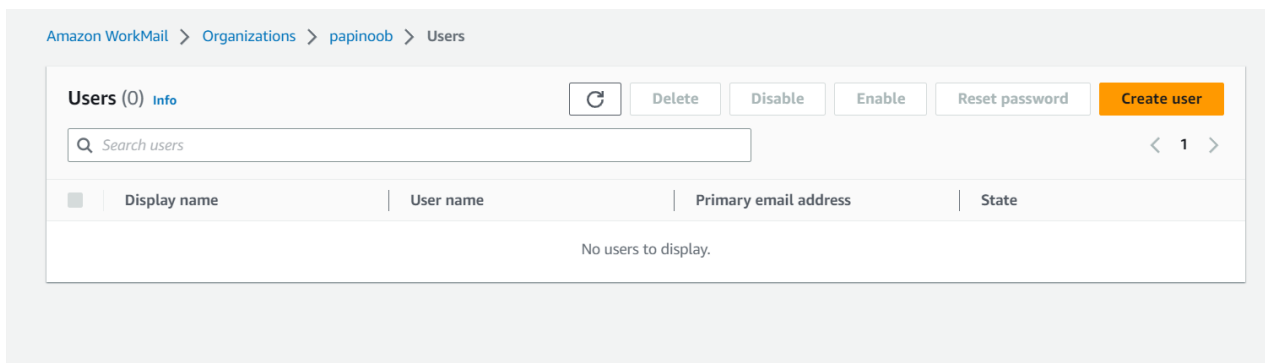 Amazon WorkMail > Organizations > papinoob > Users
Users (0) Info Delete Disable Enable Reset password Create user
Search users < 1 >
Display name User name Primary email address State
No users to display.